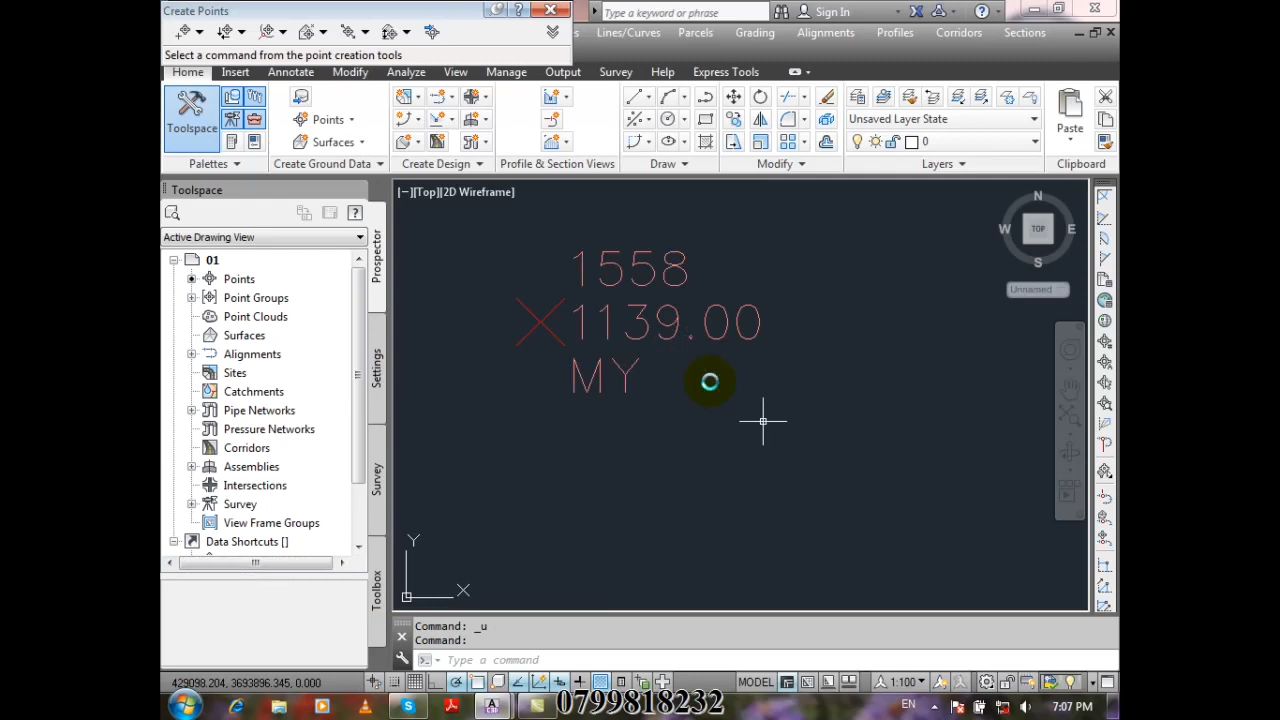 Create Points
Select a command from the point creation tools
Type a keyword or phrase
Sign In
Lines/Curves Parcels Grading Alignments Profiles Corridors Sections
Home Insert Annotate Modify Analyze View Manage Output Survey Help Express Tools
Toolspace
Points
Surfaces
Unsaved Layer State
0
Paste
Palettes Create Ground Data Create Design Profile & Section Views Draw Modify Layers Clipboard
Toolspace
Active Drawing View
01
Points
Point Groups
Point Clouds
Surfaces
Alignments
Sites
Catchments
Pipe Networks
Pressure Networks
Corridors
Assemblies
Intersections
Survey
View Frame Groups
Data Shortcuts []
Prospector
Settings
Survey
Toolbox
[−][Top][2D Wireframe]
1558
1139.00
MY
N
W TOP E
S
Unnamed
Y
X
Command: _u
Command:
Type a command
429098.204, 3693896.345, 0.000
MODEL
1:100
0799818232
EN
7:07 PM